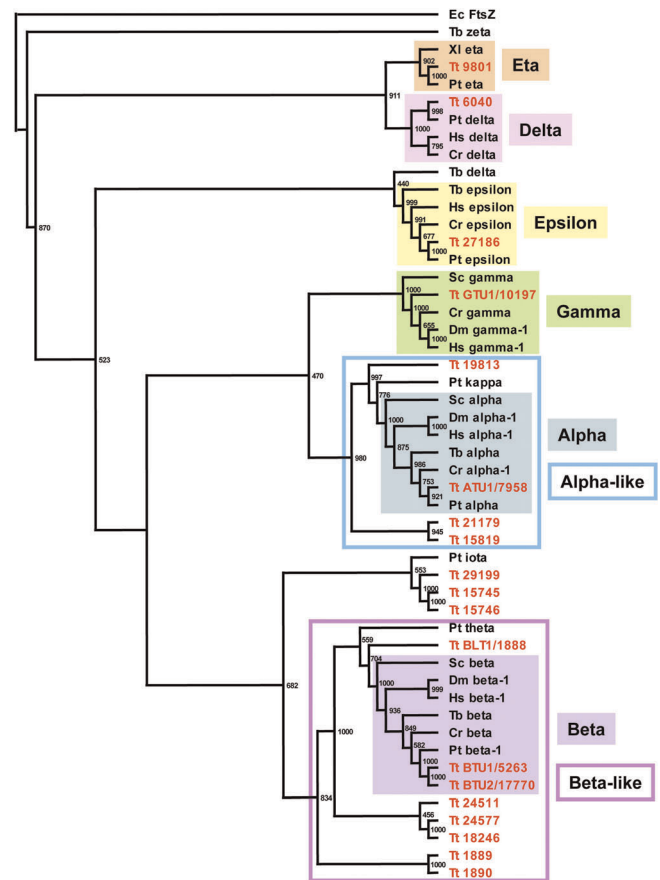 Ec FtsZ
Tb zeta
Xl eta
902
Tt 9801
Eta
1000
Pt eta
911
Tt 6040
998
Pt delta
1000
Delta
Hs delta
795
Cr delta
Tb delta
440
Tb epsilon
999
Hs epsilon
991
Cr epsilon
Epsilon
870
677
Tt 27186
1000
Pt epsilon
Sc gamma
1000
Tt GTU1/10197
1000
Cr gamma
Gamma
655
Dm gamma-1
1000
Hs gamma-1
523
470
Tt 19813
997
Pt kappa
776
Sc alpha
1000
Dm alpha-1
1000
Hs alpha-1
Alpha
875
Tb alpha
980
986
Cr alpha-1
753
Tt ATU1/7958
Alpha-like
921
Pt alpha
Tt 21179
945
Tt 15819
Pt iota
553
Tt 29199
1000
Tt 15745
1000
Tt 15746
Pt theta
559
Tt BLT1/1888
704
Sc beta
682
1000
Dm beta-1
999
Hs beta-1
936
Tb beta
1000
849
Cr beta
Beta
582
Pt beta-1
1000
Tt BTU1/5263
1000
Tt BTU2/17770
Beta-like
834
Tt 24511
456
Tt 24577
1000
Tt 18246
Tt 1889
1000
Tt 1890